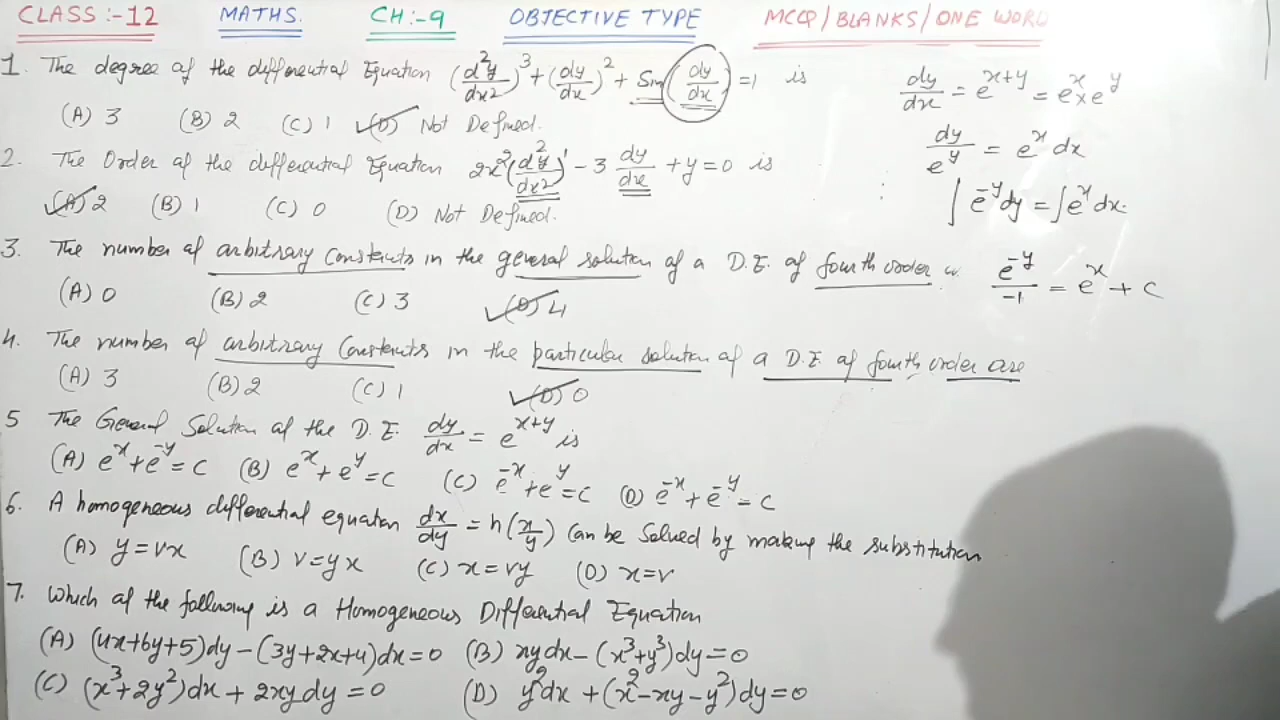 CLASS :- 12 MATHS. CH:- 9 OBJECTIVE TYPE MCQ/BLANKS/ONE WORD
1. The degree of the differential Equation (d²y/dx²)³ + (dy/dx)² + Sin(dy/dx) = 1 is
(A) 3 (B) 2 (C) 1 (D) Not Defined.
2. The Order of the differential Equation 2x²(d²y/dx²)¹ - 3 dy/dx + y = 0 is
(A) 2 (B) 1 (C) 0 (D) Not Defined.
3. The number of arbitrary Constants in the general solution of a D.E. of fourth order
(A) 0 (B) 2 (C) 3 (D) 4
4. The number of arbitrary Constants in the particular solution of a D.E of fourth order are
(A) 3 (B) 2 (C) 1 (D) 0
5 The General Solution of the D.E. dy/dx = e^(x+y) is
(A) e^x + e^-y = C (B) e^x + e^y = C (C) e^-x + e^y = C (D) e^-x + e^-y = C
6. A homogeneous differential equation dx/dy = h(x/y) can be Solved by making the substitution
(A) y = vx (B) v = yx (C) x = vy (D) x = v
7. Which of the following is a Homogeneous Differential Equation
(A) (4x+6y+5)dy - (3y+2x+4)dx = 0 (B) xy dx - (x³+y³)dy = 0
(C) (x³+2y²)dx + 2xy dy = 0 (D) y²dx + (x²-xy-y²)dy = 0
dy/dx = e^(x+y) = e^x × e^y
dy/e^y = e^x dx
∫ e^-y dy = ∫ e^x dx.
e^-y/-1 = e^x + C